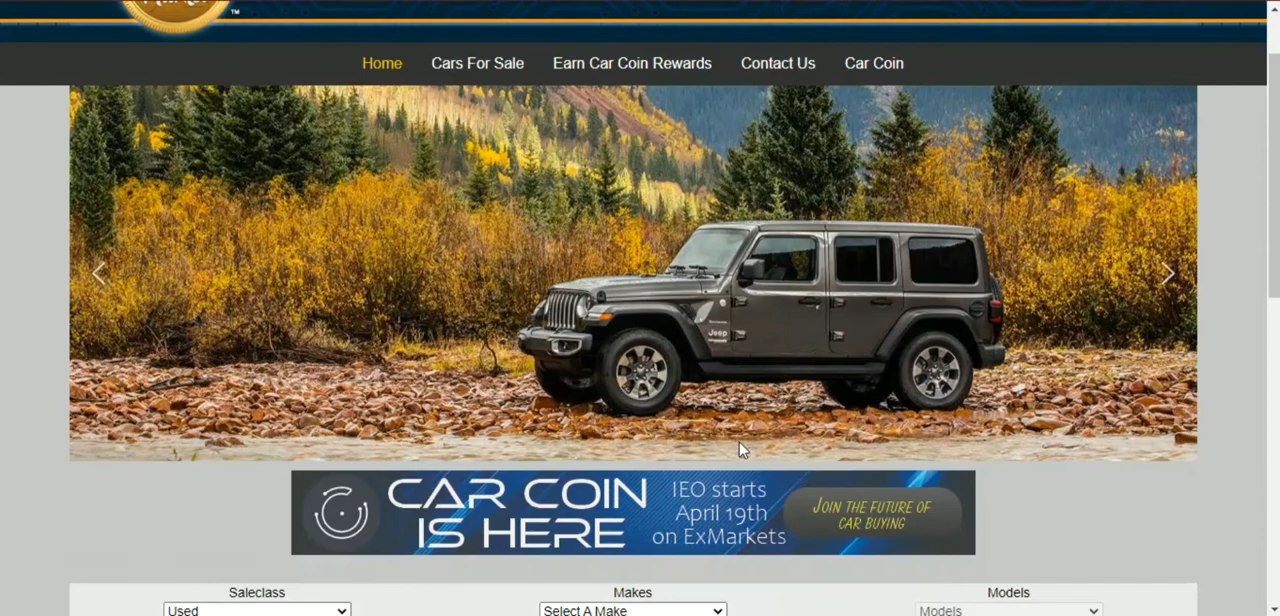 ™
Home Cars For Sale Earn Car Coin Rewards Contact Us Car Coin
Jeep
CAR COIN
IS HERE
IEO starts
April 19th
on ExMarkets
JOIN THE FUTURE OF
CAR BUYING
Saleclass Makes Models
Used Select A Make Models